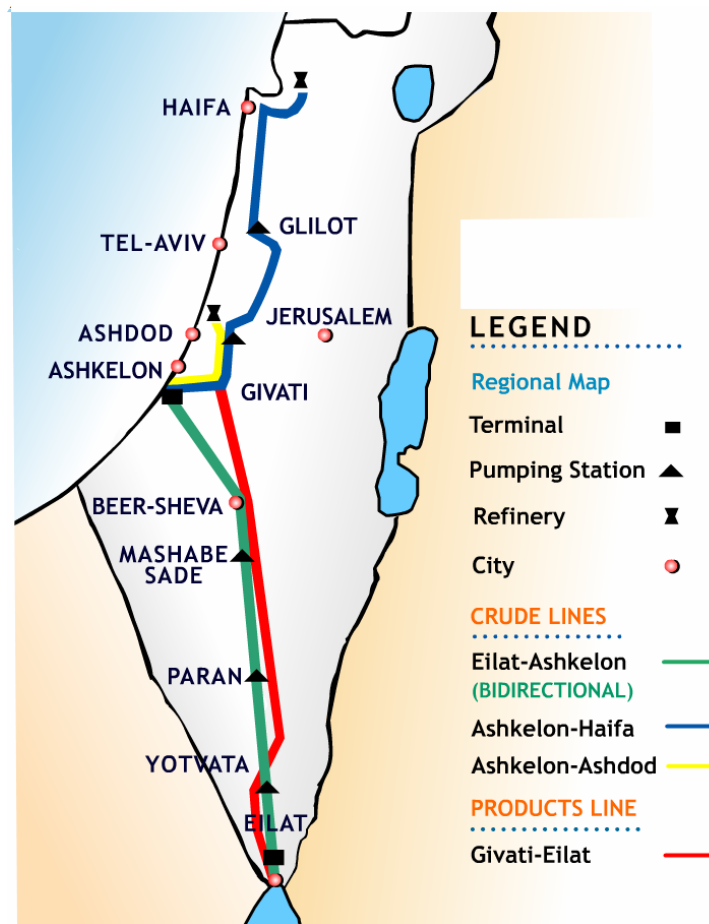 HAIFA
GLILOT
TEL-AVIV
JERUSALEM
ASHDOD
ASHKELON
GIVATI
BEER-SHEVA
MASHABE
SADE
PARAN
YOTVATA
EILAT
LEGEND
Regional Map
Terminal
Pumping Station
Refinery
City
CRUDE LINES
Eilat-Ashkelon
(BIDIRECTIONAL)
Ashkelon-Haifa
Ashkelon-Ashdod
PRODUCTS LINE
Givati-Eilat